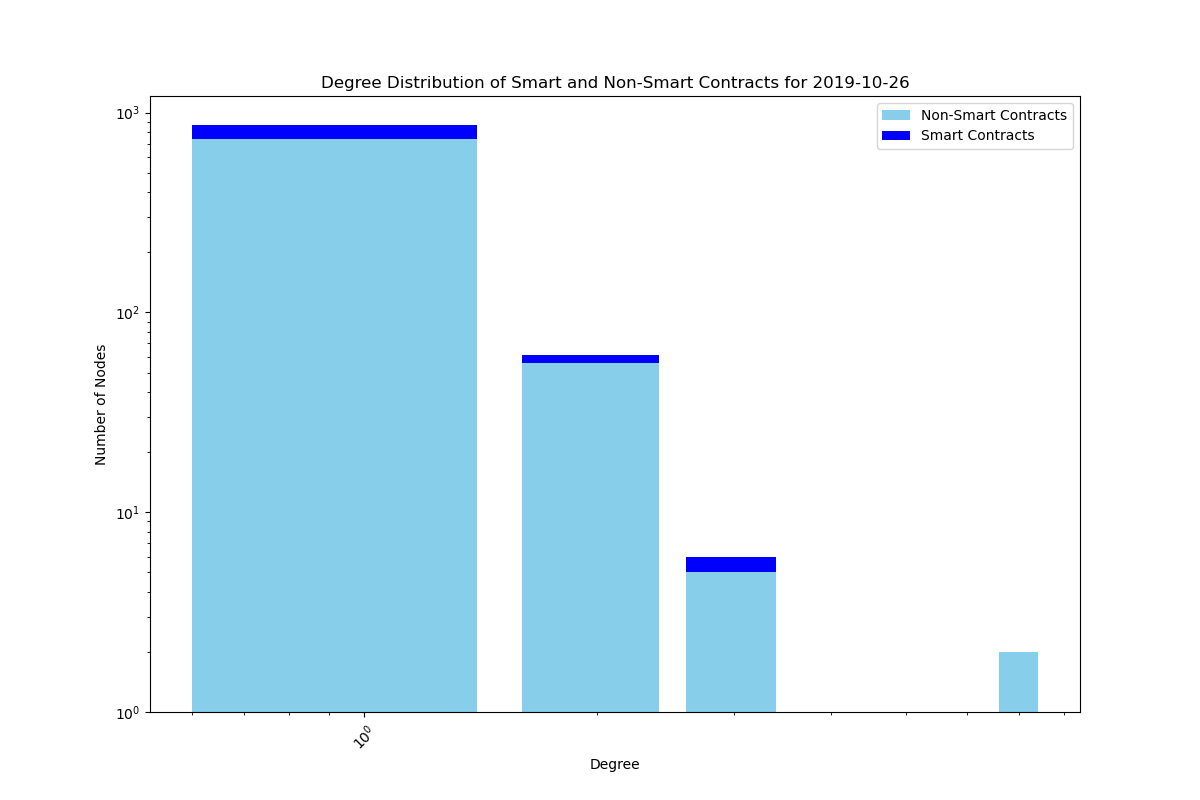 Degree Distribution of Smart and Non-Smart Contracts for 2019-10-26
Non-Smart Contracts
Smart Contracts
Number of Nodes
10³
10²
10¹
10⁰
10⁰
Degree